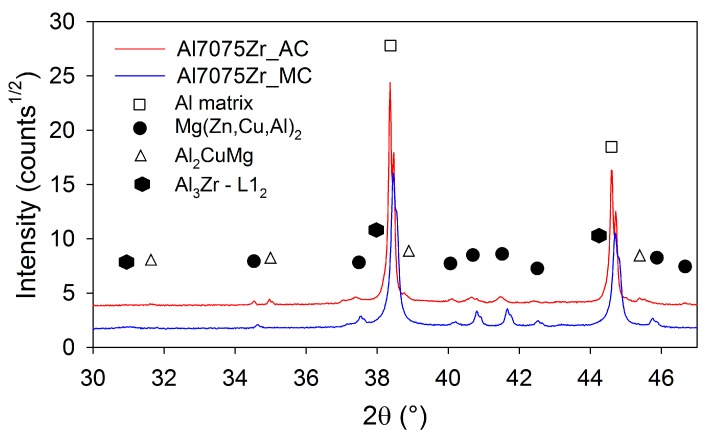 30
25
20
15
10
5
0
Intensity (counts1/2)
Al7075Zr_AC
Al7075Zr_MC
Al matrix
Mg(Zn,Cu,Al)2
Al2CuMg
Al3Zr - L12
30 32 34 36 38 40 42 44 46
2θ (°)